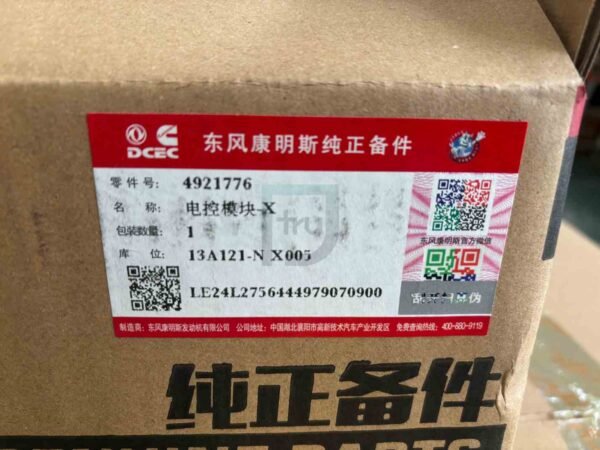 东风康明斯纯正备件
DCEC
零件号: 4921776
名 称: 电控模块-X
包装数量: 1
库 位: 13A121-N X005
LE24L2756444979070900
东风康明斯官方微信
制造商: 东风康明斯发动机有限公司 公司地址: 中国湖北襄阳市高新技术汽车产业开发区 免费查询热线: 400-880-9119
纯正备件